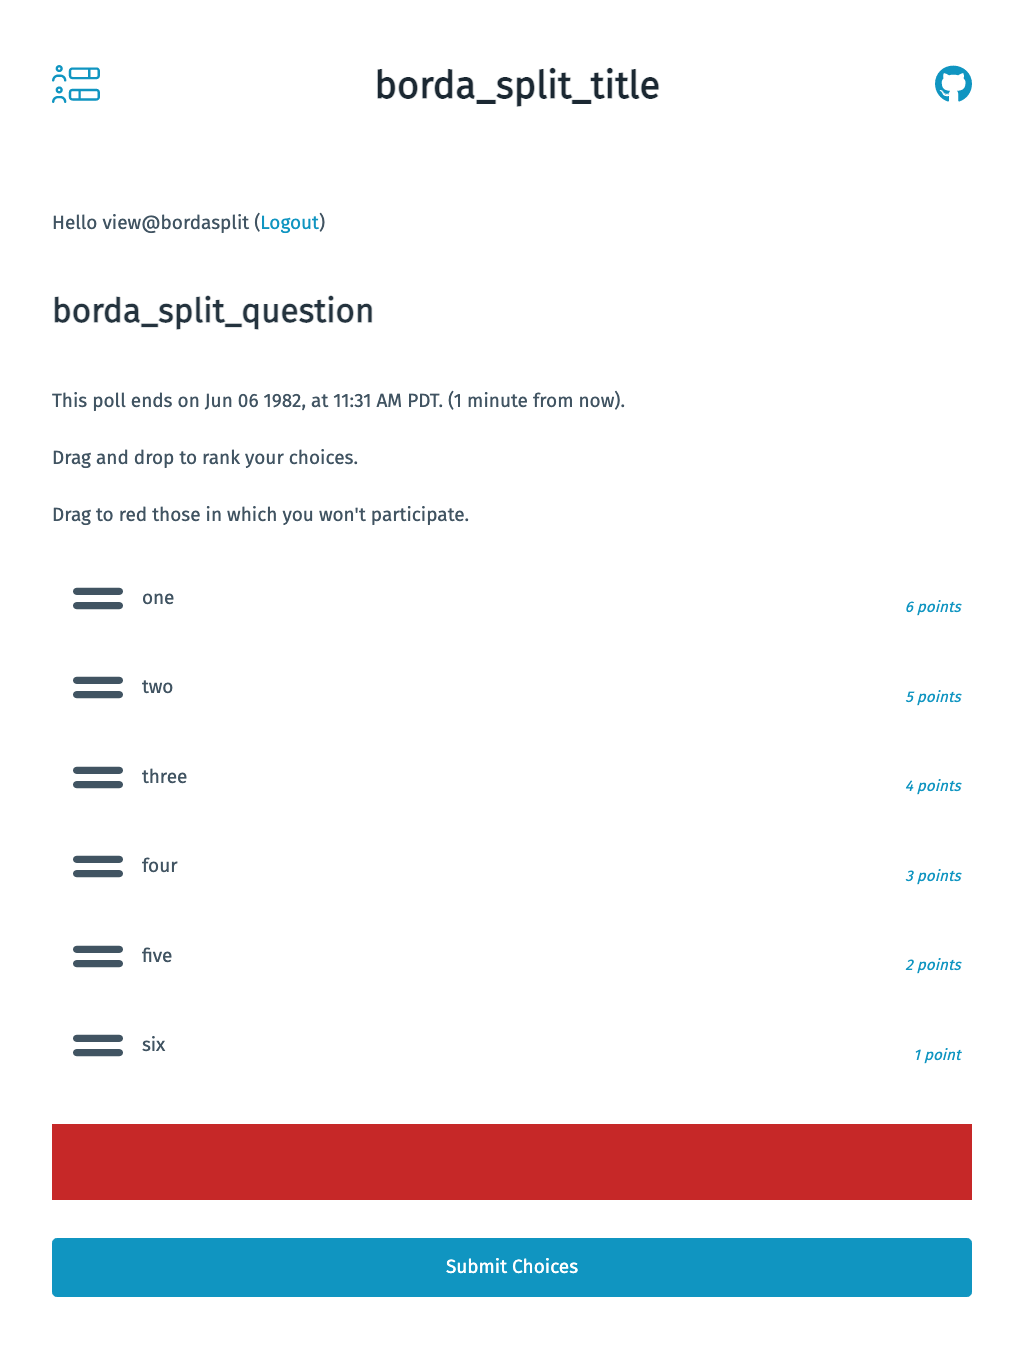 borda_split_title
Hello view@bordasplit (Logout)
borda_split_question
This poll ends on Jun 06 1982, at 11:31 AM PDT. (1 minute from now).
Drag and drop to rank your choices.
Drag to red those in which you won't participate.
one
6 points
two
5 points
three
4 points
four
3 points
five
2 points
six
1 point
Submit Choices